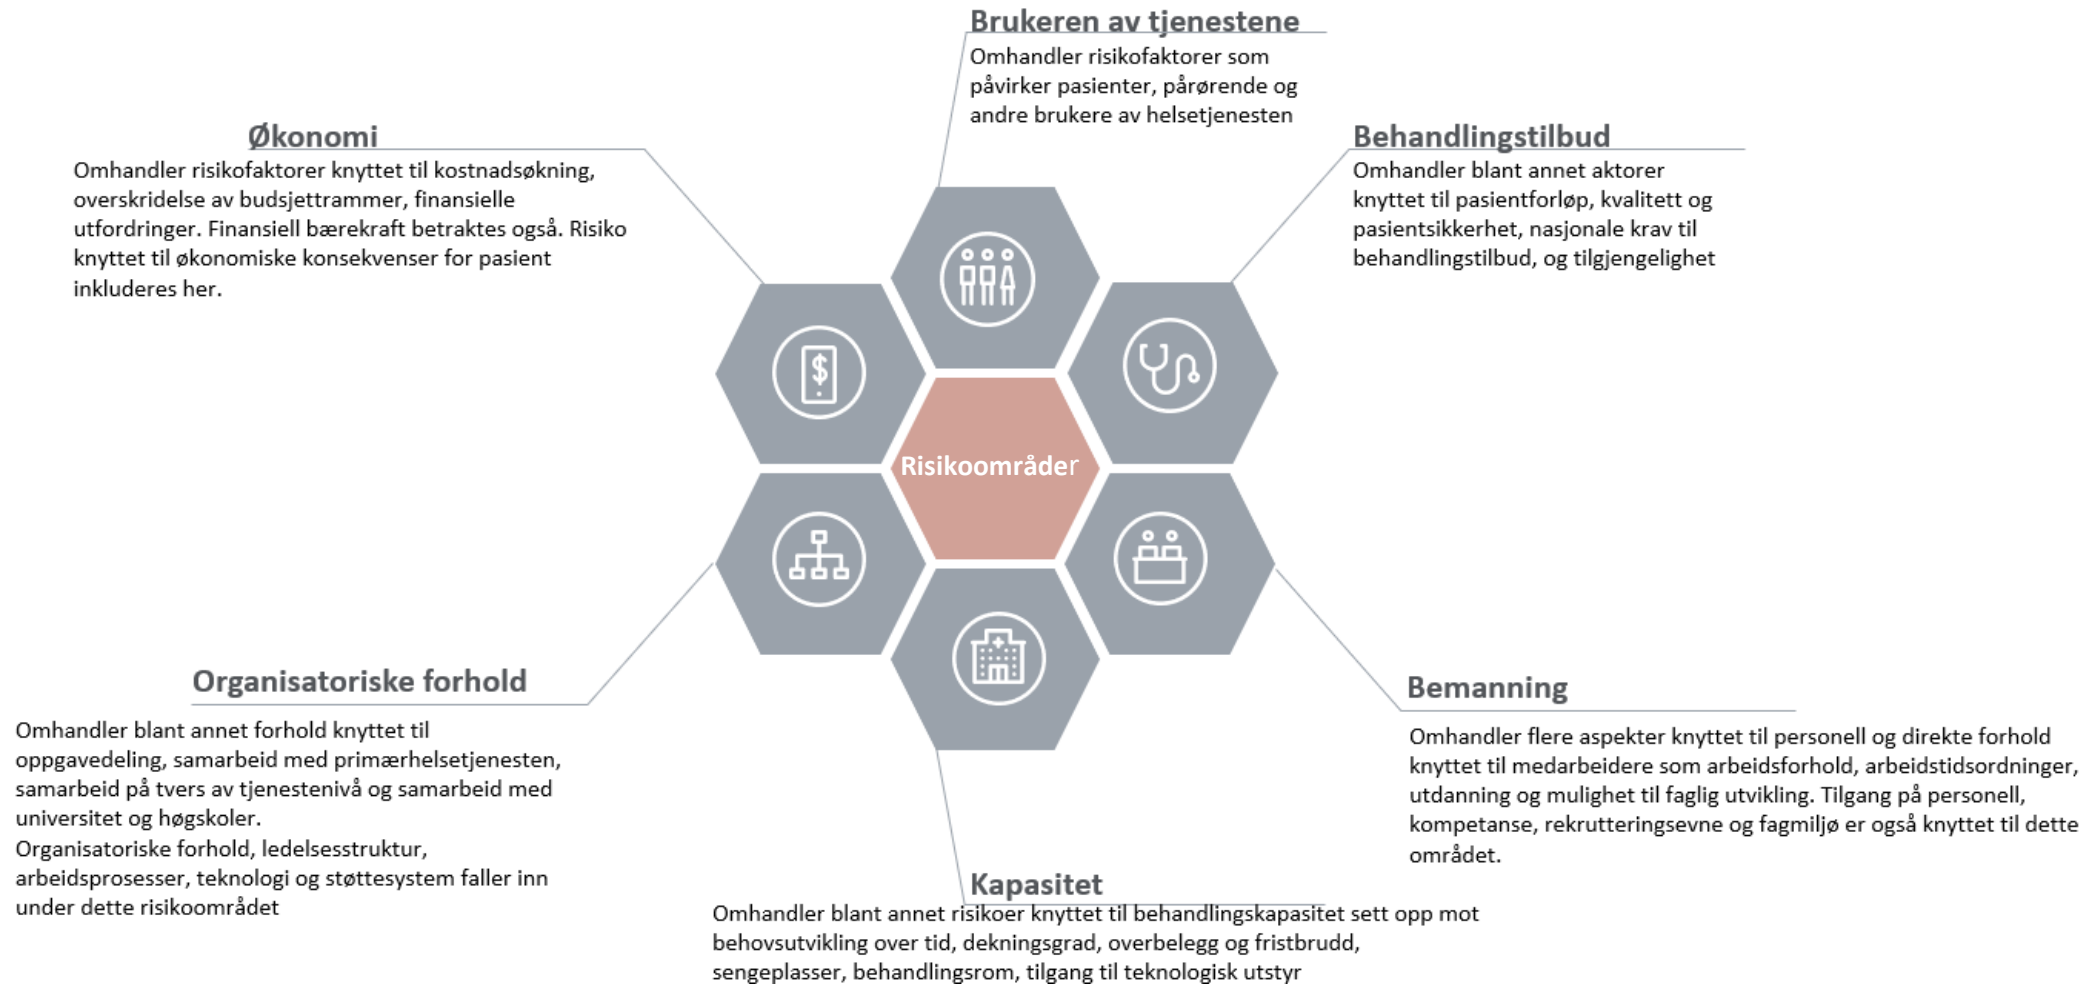 Brukeren av tjenestene
Omhandler risikofaktorer som
påvirker pasienter, pårørende og
andre brukere av helsetjenesten
Økonomi
Omhandler risikofaktorer knyttet til kostnadsøkning,
overskridelse av budsjettrammer, finansielle
utfordringer. Finansiell bærekraft betraktes også. Risiko
knyttet til økonomiske konsekvenser for pasient
inkluderes her.
Behandlingstilbud
Omhandler blant annet aktorer
knyttet til pasientforløp, kvalitett og
pasientsikkerhet, nasjonale krav til
behandlingstilbud, og tilgjengelighet
$
Risikoområder
Organisatoriske forhold
Omhandler blant annet forhold knyttet til
oppgavedeling, samarbeid med primærhelsetjenesten,
samarbeid på tvers av tjenestenivå og samarbeid med
universitet og høgskoler.
Organisatoriske forhold, ledelsesstruktur,
arbeidsprosesser, teknologi og støttesystem faller inn
under dette risikoområdet
Bemanning
Omhandler flere aspekter knyttet til personell og direkte forhold
knyttet til medarbeidere som arbeidsforhold, arbeidstidsordninger,
utdanning og mulighet til faglig utvikling. Tilgang på personell,
kompetanse, rekrutteringsevne og fagmiljø er også knyttet til dette
området.
Kapasitet
Omhandler blant annet risikoer knyttet til behandlingskapasitet sett opp mot
behovsutvikling over tid, dekningsgrad, overbelegg og fristbrudd,
sengeplasser, behandlingsrom, tilgang til teknologisk utstyr